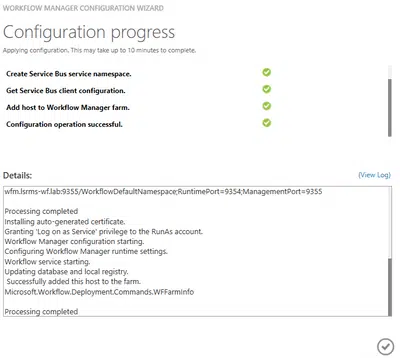 WORKFLOW MANAGER CONFIGURATION WIZARD
Configuration progress
Applying configuration. This may take up to 10 minutes to complete.
Create Service Bus service namespace.
Get Service Bus client configuration.
Add host to Workflow Manager farm.
Configuration operation successful.
Details: (View Log)
wfm.lsrms-wf.lab:9355/WorkflowDefaultNamespace;RuntimePort=9354;ManagementPort=9355
Processing completed
Installing auto-generated certificate.
Granting 'Log on as Service' privilege to the RunAs account.
Workflow Manager configuration starting.
Configuring Workflow Manager runtime settings.
Workflow service starting.
Updating database and local registry.
Successfully added this host to the farm.
Microsoft.Workflow.Deployment.Commands.WFFarmInfo
Processing completed